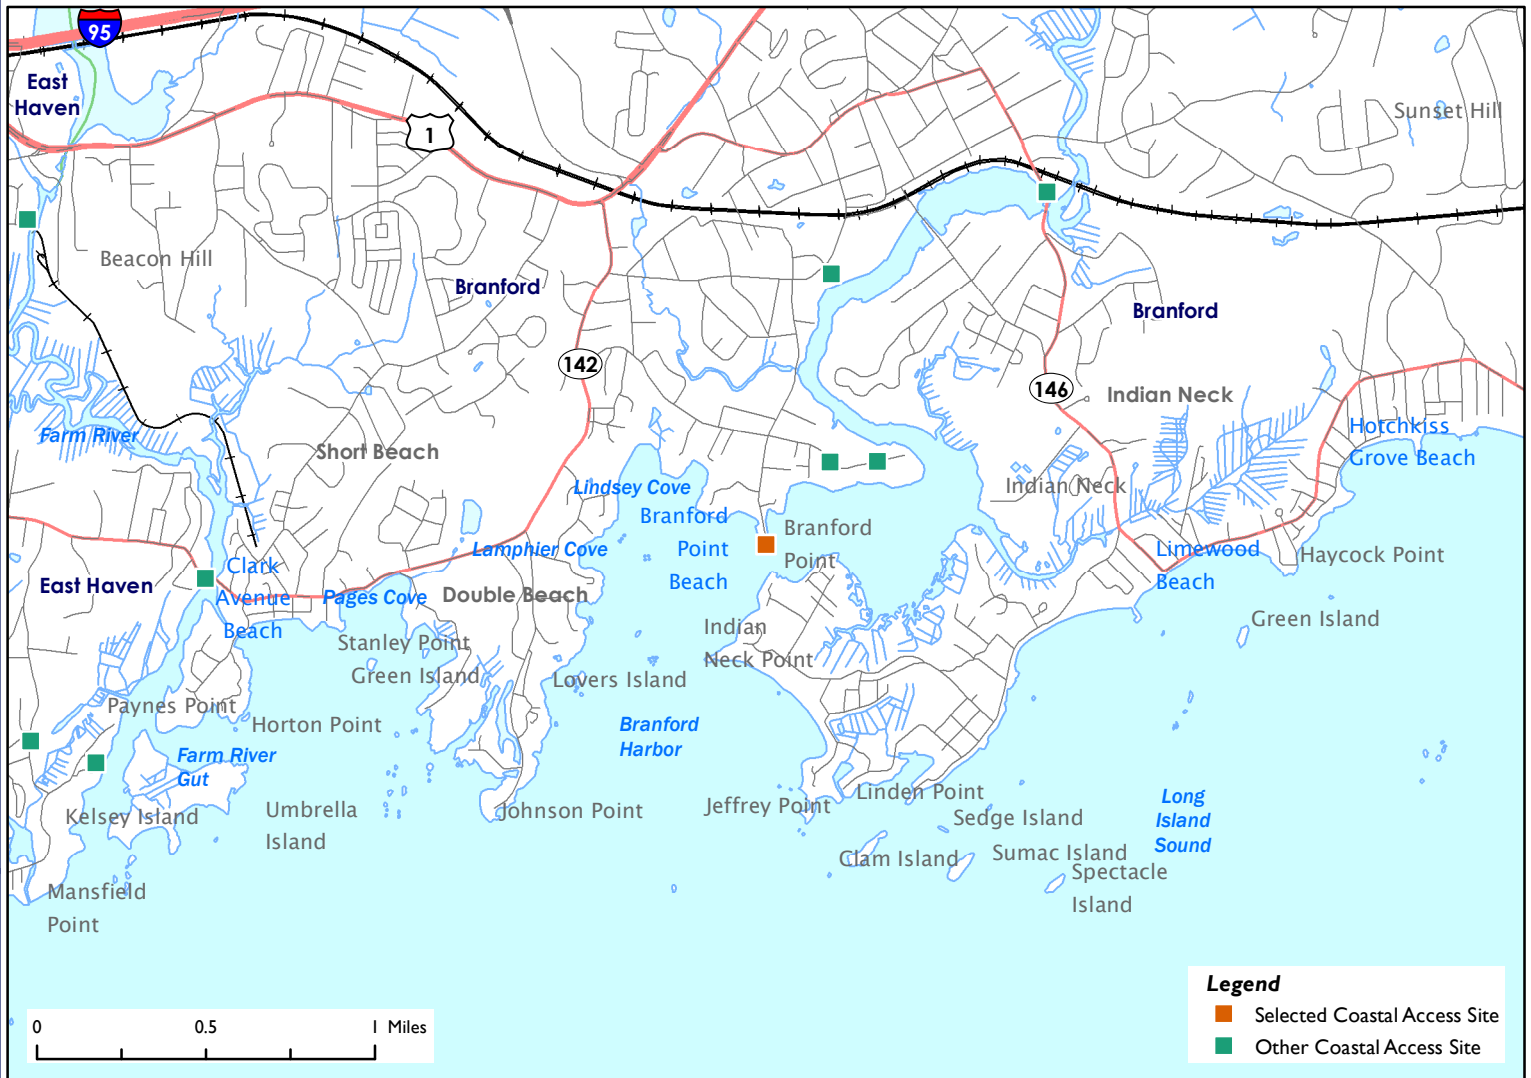 95
East
Haven
1
Sunset Hill
Beacon Hill
Branford
Branford
142
146
Indian Neck
Hotchkiss
Grove Beach
Farm River
Short Beach
Lindsey Cove
Indian Neck
Branford
Point
Beach
Branford
Point
Lamphier Cove
Limewood
Beach
Haycock Point
Clark
Avenue
Beach
East Haven
Pages Cove
Double Beach
Green Island
Stanley Point
Green Island
Indian
Neck Point
Lovers Island
Paynes Point
Horton Point
Branford
Harbor
Farm River
Gut
Kelsey Island
Umbrella
Island
Johnson Point
Jeffrey Point
Linden Point
Sedge Island
Long
Island
Sound
Clam Island
Sumac Island
Spectacle
Island
Mansfield
Point
Legend
Selected Coastal Access Site
Other Coastal Access Site
0 0.5 1 Miles